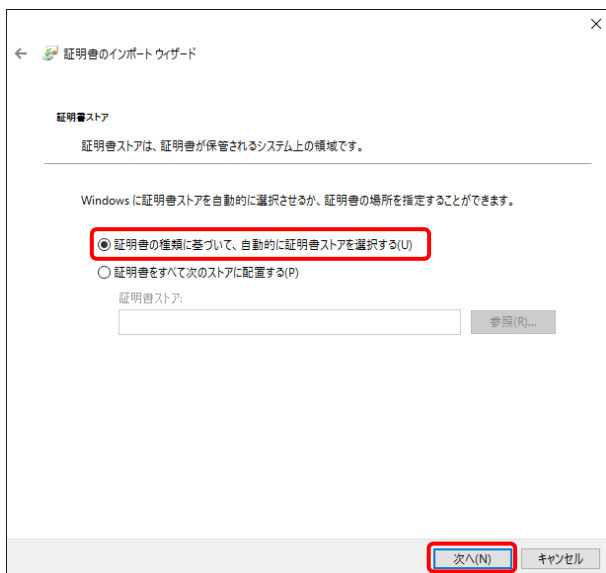 証明書のインポート ウィザード
証明書ストア
証明書ストアは、証明書が保管されるシステム上の領域です。
Windows に証明書ストアを自動的に選択させるか、証明書の場所を指定することができます。
証明書の種類に基づいて、自動的に証明書ストアを選択する(U)
証明書をすべて次のストアに配置する(P)
証明書ストア:
参照(R)...
次へ(N) キャンセル